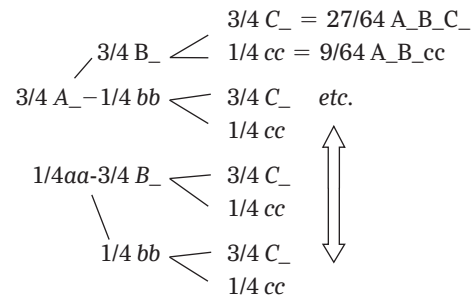 3/4 C_ = 27/64 A_B_C_
3/4 B_
1/4 cc = 9/64 A_B_cc
3/4 A_ – 1/4 bb
3/4 C_ etc.
1/4 cc
1/4aa-3/4 B_
3/4 C_
1/4 cc
1/4 bb
3/4 C_
1/4 cc